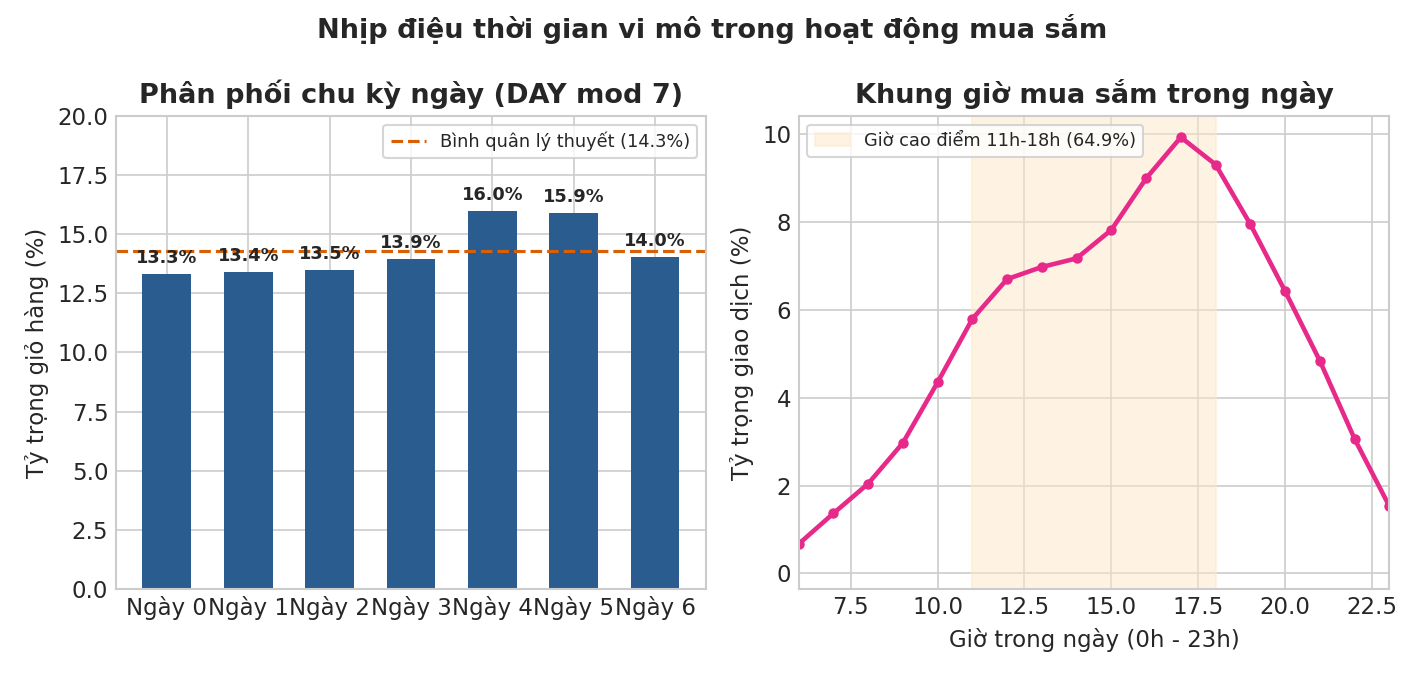 Nhịp điệu thời gian vi mô trong hoạt động mua sắm
Phân phối chu kỳ ngày (DAY mod 7)
Tỷ trọng giỏ hàng (%)
20.0
17.5
15.0
12.5
10.0
7.5
5.0
2.5
0.0
Bình quân lý thuyết (14.3%)
13.3%
13.4%
13.5%
13.9%
16.0%
15.9%
14.0%
Ngày 0
Ngày 1
Ngày 2
Ngày 3
Ngày 4
Ngày 5
Ngày 6
Khung giờ mua sắm trong ngày
Tỷ trọng giao dịch (%)
10
8
6
4
2
0
Giờ cao điểm 11h-18h (64.9%)
7.5
10.0
12.5
15.0
17.5
20.0
22.5
Giờ trong ngày (0h - 23h)